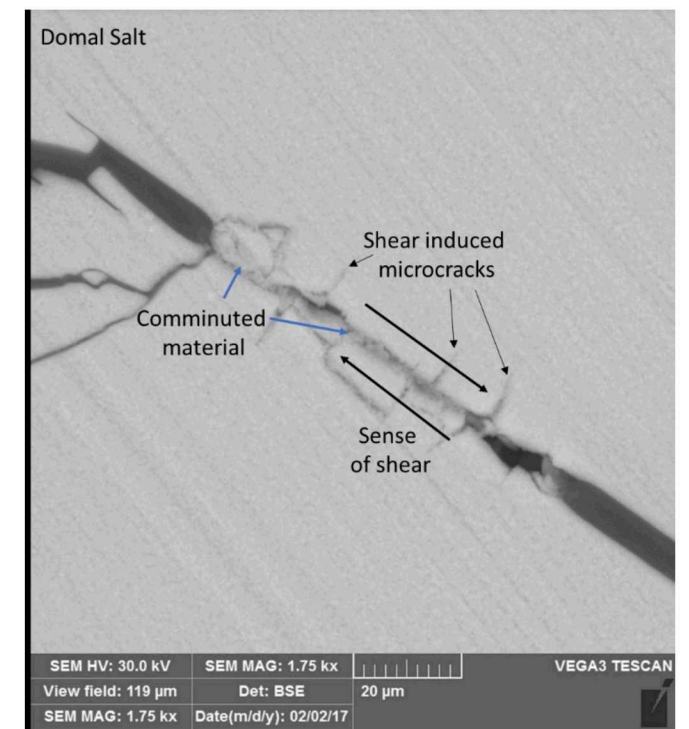 Domal Salt
Shear induced
microcracks
Comminuted
material
Sense
of shear
SEM HV: 30.0 kV
SEM MAG: 1.75 kx
VEGA3 TESCAN
View field: 119 µm
Det: BSE
20 µm
SEM MAG: 1.75 kx
Date(m/d/y): 02/02/17